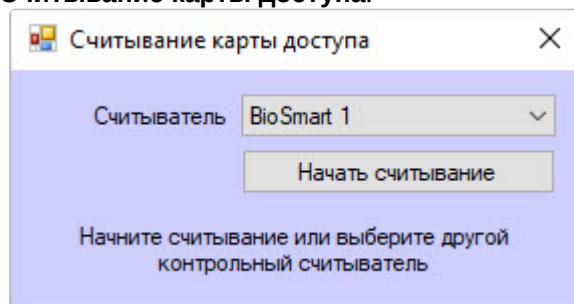 Считывание карты доступа.
Считывание карты доступа
Считыватель BioSmart 1
Начать считывание
Начните считывание или выберите другой
контрольный считыватель